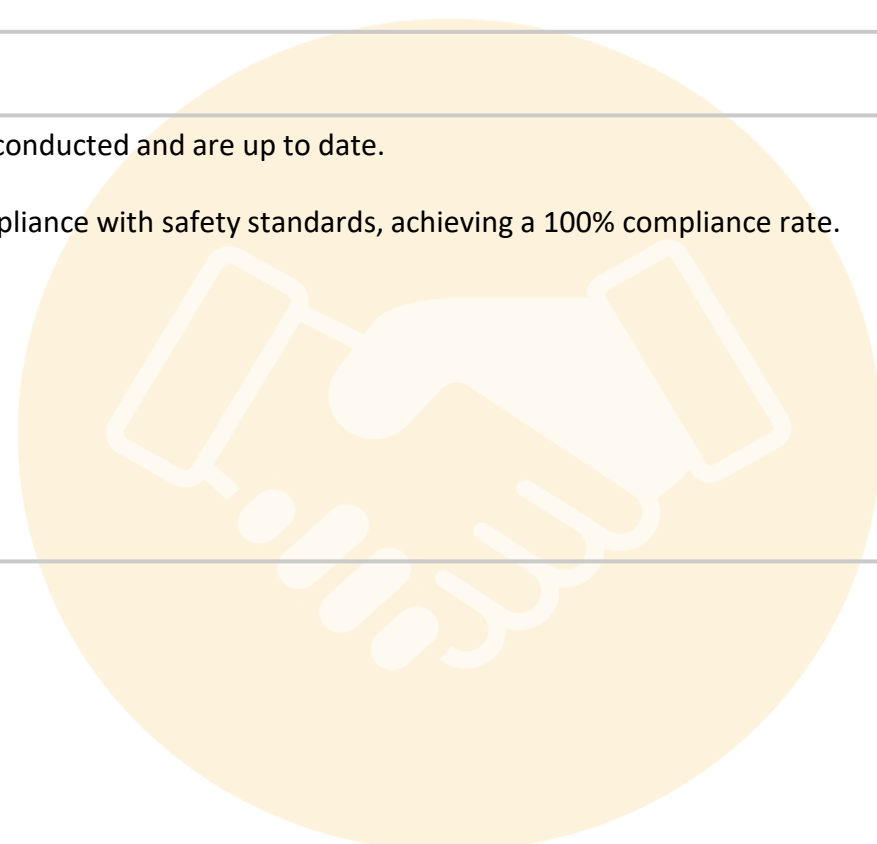 conducted and are up to date.
pliance with safety standards, achieving a 100% compliance rate.